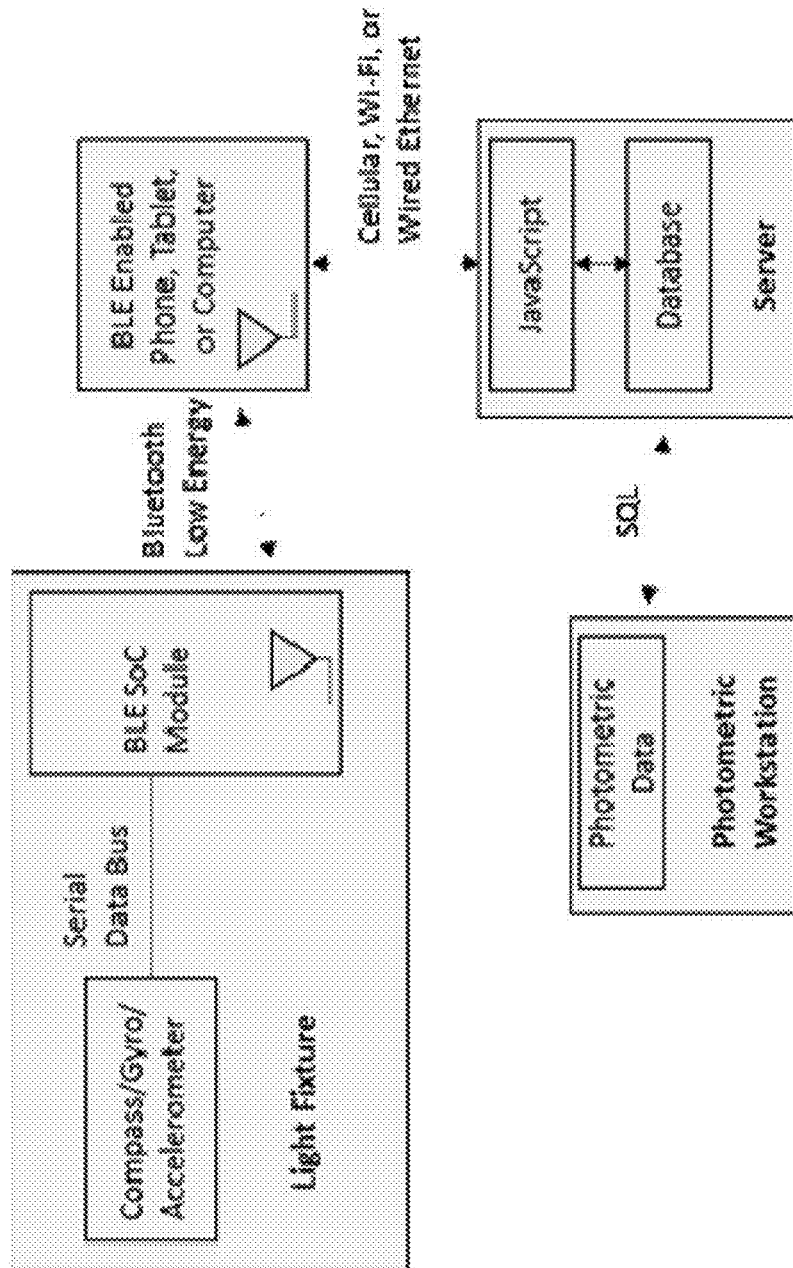 Compass/Gyro/
Accelerometer
Serial
Data Bus
BLE SoC
Module
Light Fixture
Bluetooth
Low Energy
BLE Enabled
Phone, Tablet,
or Computer
Cellular, Wi-Fi, or
Wired Ethernet
Photometric
Data
Photometric
Workstation
SQL
JavaScript
Database
Server